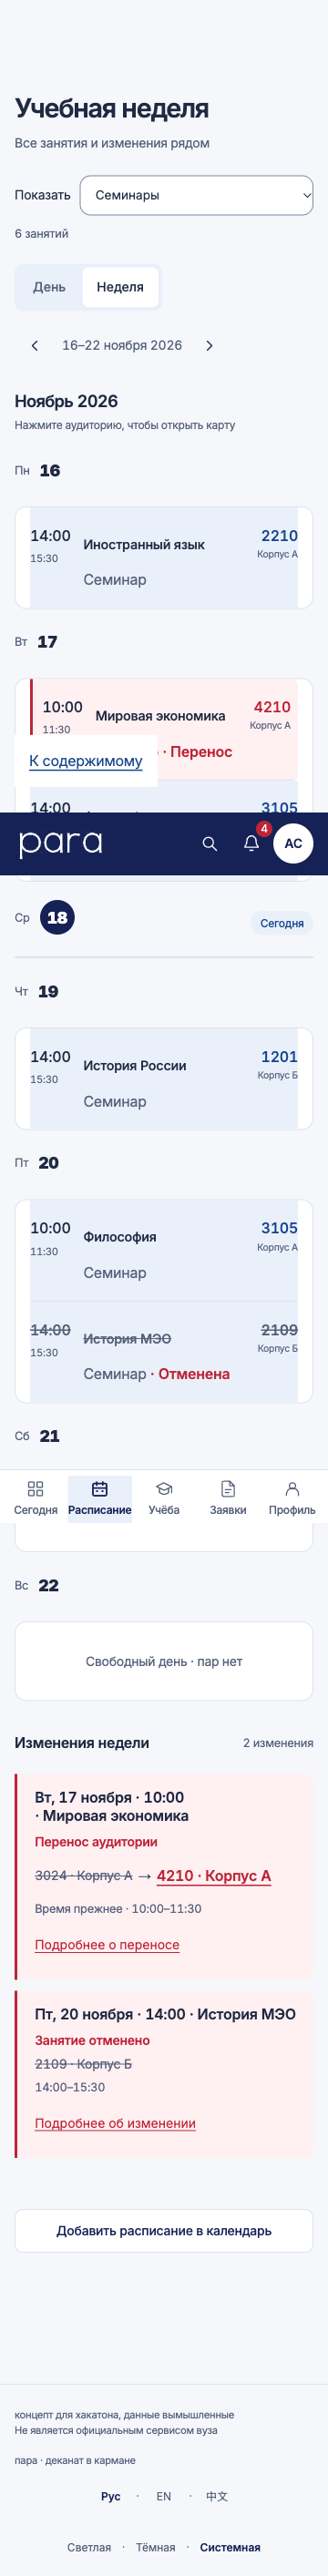 Учебная неделя
Все занятия и изменения рядом
Показать Семинары
6 занятий
День Неделя
16–22 ноября 2026
Ноябрь 2026
Нажмите аудиторию, чтобы открыть карту
Пн 16
14:00 Иностранный язык 2210
15:30 Корпус А
Семинар
Вт 17
10:00 Мировая экономика 4210
11:30 Корпус А
· Перенос
К содержимому
14:00 3105
para 4 АС
Ср 18 Сегодня
Чт 19
14:00 История России 1201
15:30 Корпус Б
Семинар
Пт 20
10:00 Философия 3105
11:30 Корпус А
Семинар
14:00 История МЭО 2109
15:30 Корпус Б
Семинар · Отменена
Сб 21
Сегодня Расписание Учёба Заявки Профиль
Вс 22
Свободный день · пар нет
Изменения недели 2 изменения
Вт, 17 ноября · 10:00
· Мировая экономика
Перенос аудитории
3024 · Корпус А → 4210 · Корпус А
Время прежнее · 10:00–11:30
Подробнее о переносе
Пт, 20 ноября · 14:00 · История МЭО
Занятие отменено
2109 · Корпус Б
14:00–15:30
Подробнее об изменении
Добавить расписание в календарь
концепт для хакатона, данные вымышленные
Не является официальным сервисом вуза
пара · деканат в кармане
Рус · EN · 中文
Светлая · Тёмная · Системная